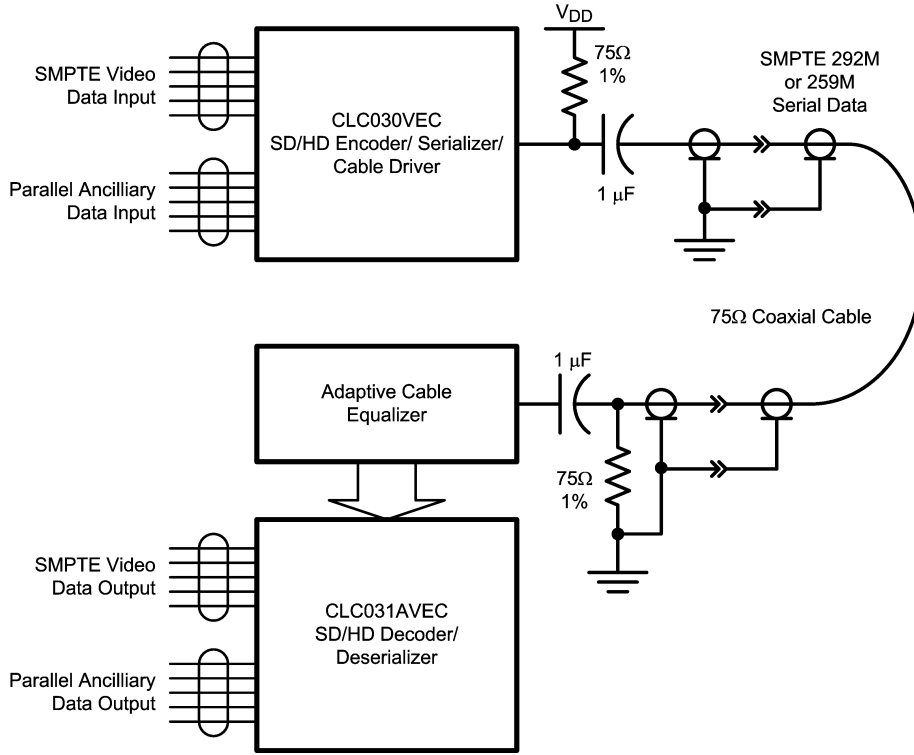 VDD
75Ω
1%
SMPTE Video
Data Input
CLC030VEC
SD/HD Encoder/ Serializer/
Cable Driver
SMPTE 292M
or 259M
Serial Data
Parallel Ancilliary
Data Input
1 μF
75Ω Coaxial Cable
1 μF
Adaptive Cable
Equalizer
75Ω
1%
SMPTE Video
Data Output
CLC031AVEC
SD/HD Decoder/
Deserializer
Parallel Ancilliary
Data Output